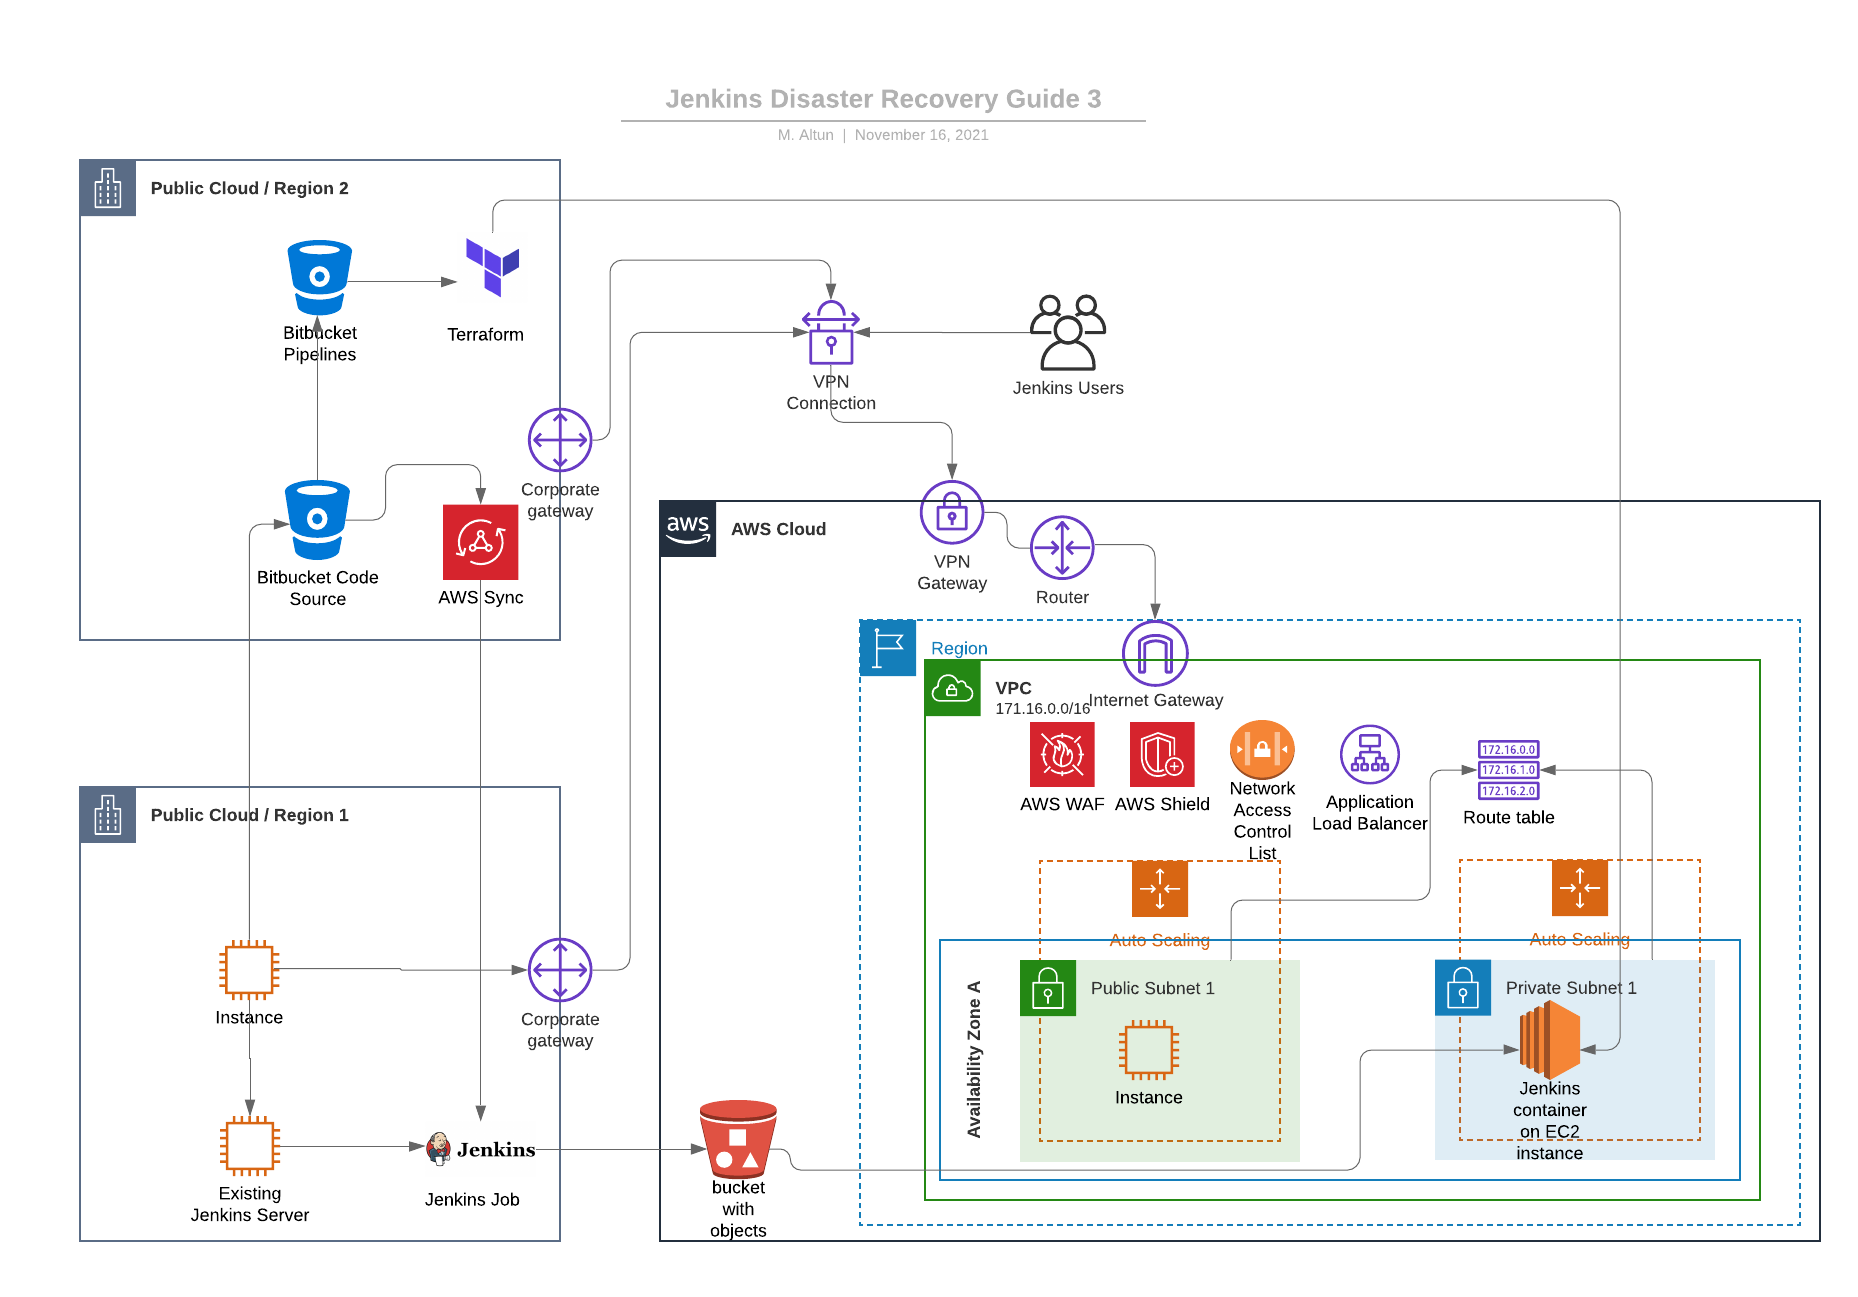 Jenkins Disaster Recovery Guide 3
M. Altun | November 16, 2021
Public Cloud / Region 2
Bitbucket
Pipelines
Terraform
Corporate
gateway
Bitbucket Code
Source
AWS Sync
VPN
Connection
Jenkins Users
aws
AWS Cloud
VPN
Gateway
Router
Region
VPC
171.16.0.0/16
Internet Gateway
AWS WAF
AWS Shield
Network
Access
Control
List
Application
Load Balancer
172.16.0.0
172.16.1.0
172.16.2.0
Route table
Public Cloud / Region 1
Instance
Corporate
gateway
Existing
Jenkins Server
Jenkins
Jenkins Job
bucket
with
objects
Auto Scaling
Auto Scaling
Availability Zone A
Public Subnet 1
Instance
Private Subnet 1
Jenkins
container
on EC2
instance